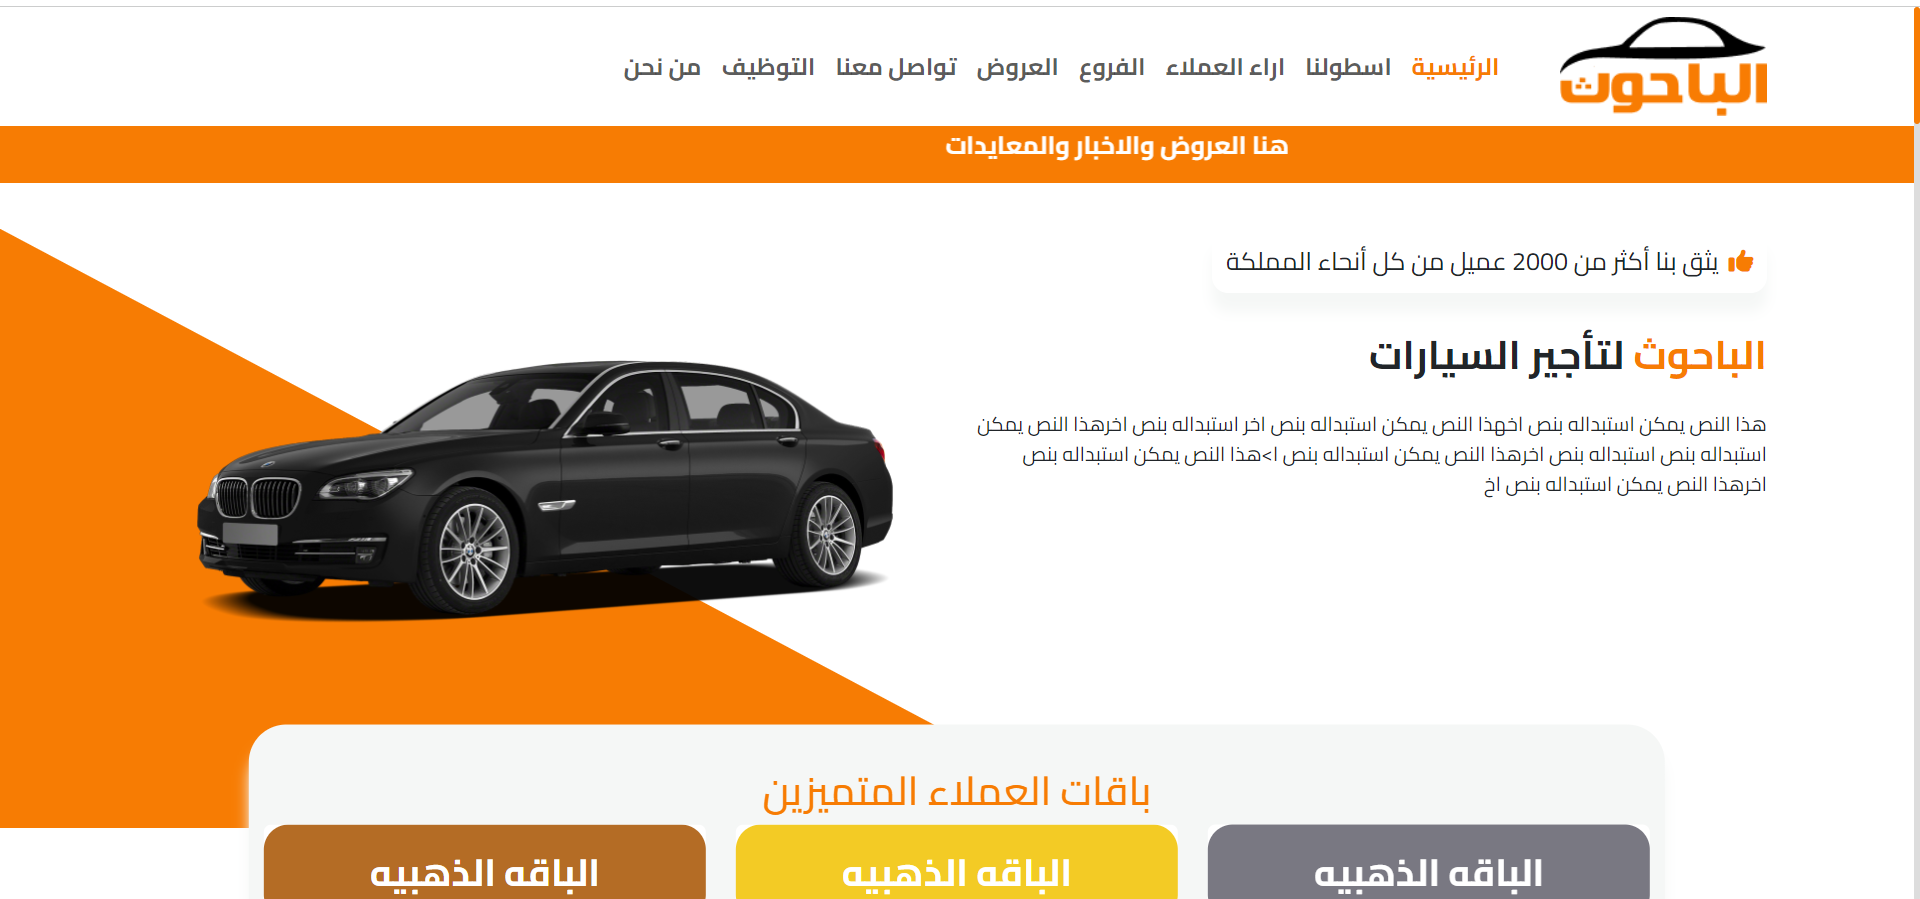 الباحوث
الرئيسية اسطولنا اراء العملاء الفروع العروض تواصل معنا التوظيف من نحن
هنا العروض والاخبار والمعايدات
يثق بنا أكثر من 2000 عميل من كل أنحاء المملكة
الباحوث لتأجير السيارات
هذا النص يمكن استبداله بنص اخهذا النص يمكن استبداله بنص اخر استبداله بنص اخرهذا النص يمكن
استبداله بنص استبداله بنص اخرهذا النص يمكن استبداله بنص ا>هذا النص يمكن استبداله بنص
اخرهذا النص يمكن استبداله بنص اخ
باقات العملاء المتميزين
الباقه الذهبيه
الباقه الذهبيه
الباقه الذهبيه